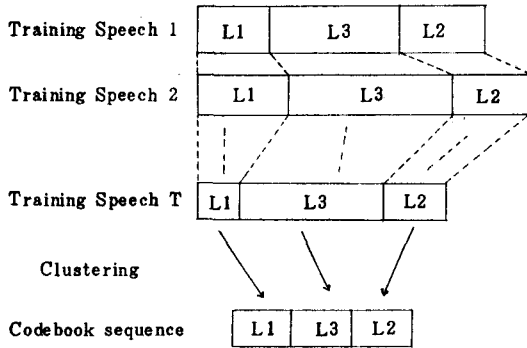 Training Speech 1 L1 L3 L2
Training Speech 2 L1 L3 L2
Training Speech T L1 L3 L2
Clustering
Codebook sequence L1 L3 L2